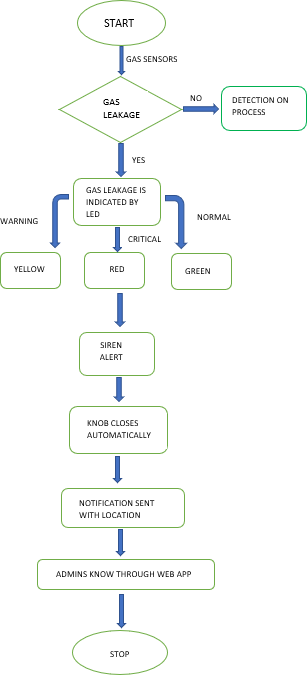 START
GAS SENSORS
GAS
LEAKAGE
NO
DETECTION ON
PROCESS
YES
GAS LEAKAGE IS
INDICATED BY
LED
WARNING
NORMAL
CRITICAL
YELLOW
RED
GREEN
SIREN
ALERT
KNOB CLOSES
AUTOMATICALLY
NOTIFICATION SENT
WITH LOCATION
ADMINS KNOW THROUGH WEB APP
STOP